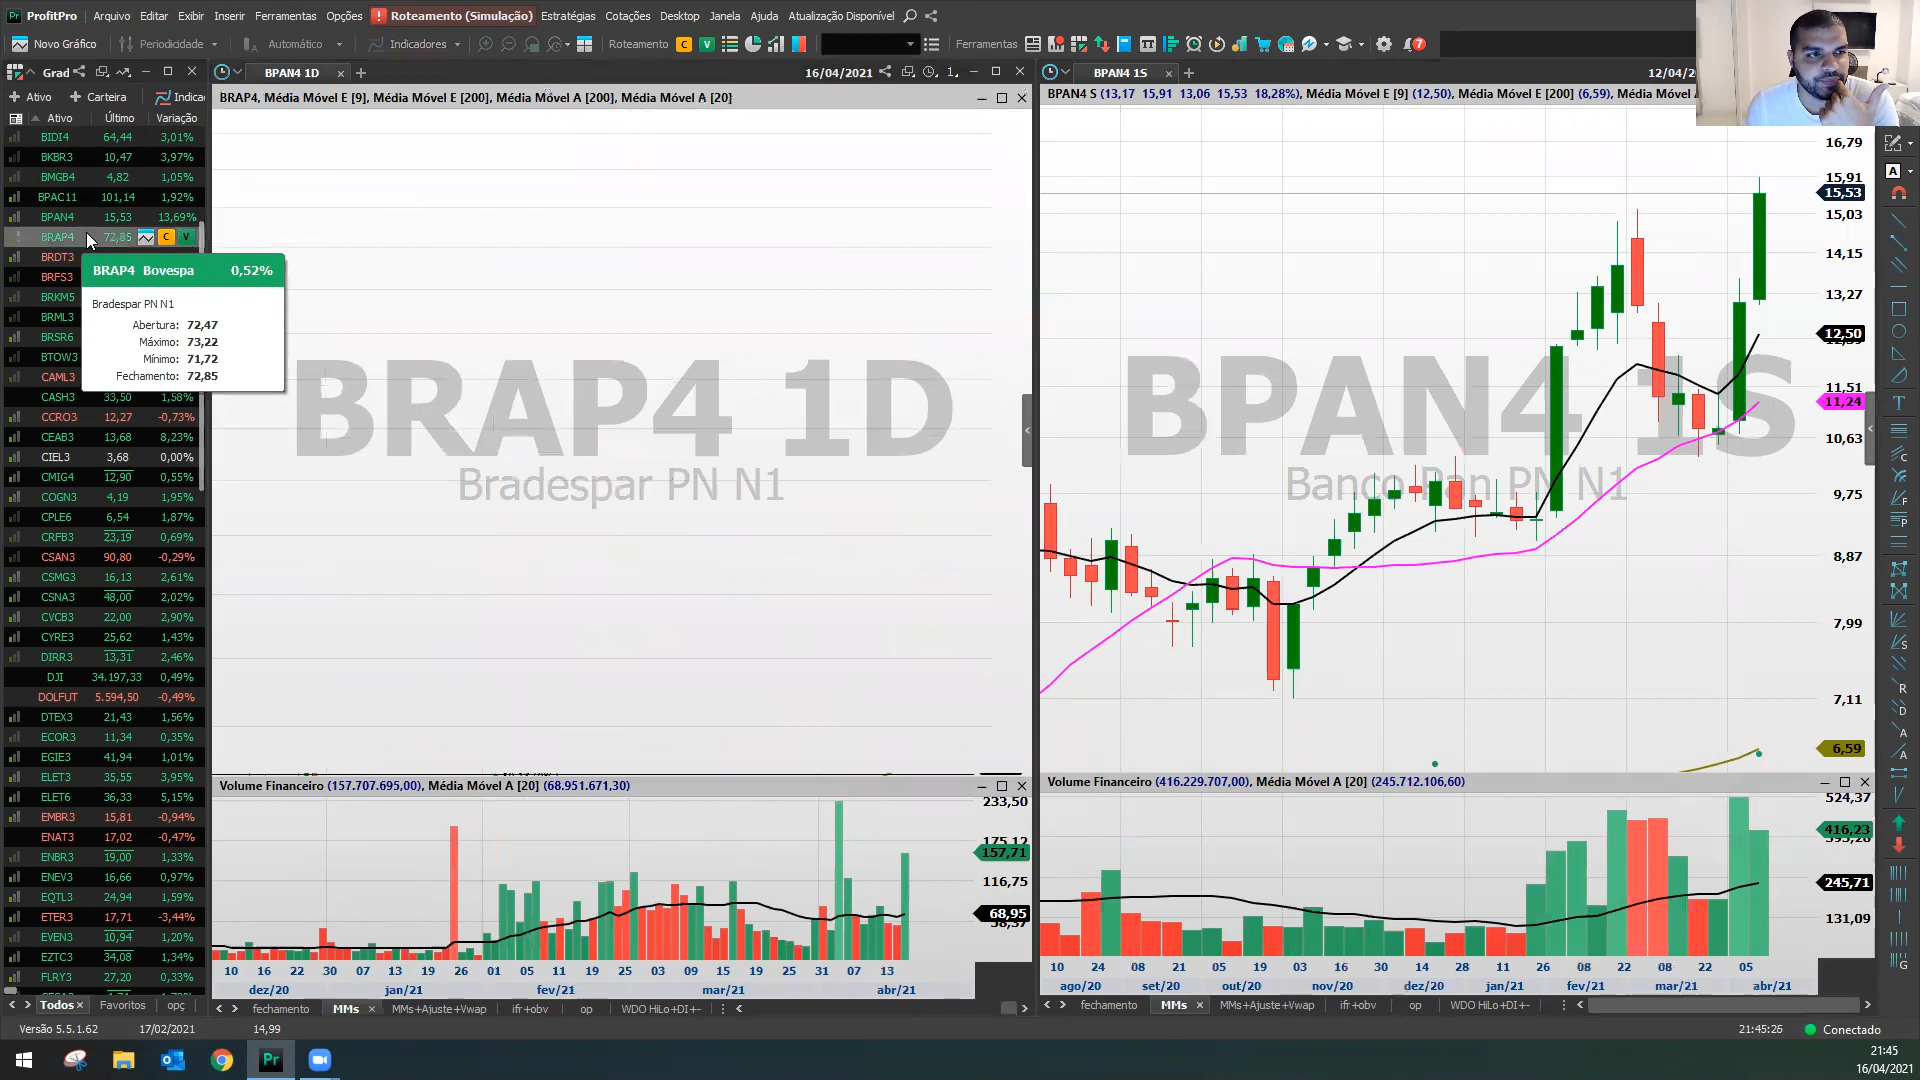 ProfitPro Arquivo Editar Exibir Inserir Ferramentas Opções Roteamento (Simulação) Estratégias Cotações Desktop Janela Ajuda Atualização Disponível
Novo Gráfico Periodicidade Automático Indicadores Roteamento C V Ferramentas 7
Grad
Ativo Carteira Indica
Ativo Último Variação
BIDI4 64,44 3,01%
BKBR3 10,47 3,97%
BMGB4 4,82 1,05%
BPAC11 101,14 1,92%
BPAN4 15,53 13,69%
BRAP4 72,85 C V
BRDT3
BRFS3
BRKM5
BRML3
BRSR6
BTOW3
CAML3
CASH3 33,50 1,58%
CCRO3 12,27 -0,73%
CEAB3 13,68 8,23%
CIEL3 3,68 0,00%
CMIG4 12,90 0,55%
COGN3 4,19 1,95%
CPLE6 6,54 1,87%
CRFB3 23,19 0,69%
CSAN3 90,80 -0,29%
CSMG3 16,13 2,61%
CSNA3 48,00 2,02%
CVCB3 22,00 2,90%
CYRE3 25,62 1,43%
DIRR3 13,31 2,46%
DJI 34.197,33 0,49%
DOLFUT 5.594,50 -0,49%
DTEX3 21,43 1,56%
ECOR3 11,34 0,35%
EGIE3 41,94 1,01%
ELET3 35,55 3,95%
ELET6 36,33 5,15%
EMBR3 15,81 -0,94%
ENAT3 17,02 -0,47%
ENBR3 19,00 1,33%
ENEV3 16,66 0,97%
EQTL3 24,94 1,59%
ETER3 17,71 -3,44%
EVEN3 10,94 1,20%
EZTC3 34,08 1,34%
FLRY3 27,20 0,33%
Todos Favoritos opç
BRAP4 Bovespa 0,52%
Bradespar PN N1
Abertura: 72,47
Máximo: 73,22
Mínimo: 71,72
Fechamento: 72,85
BPAN4 1D 16/04/2021 1
BRAP4, Média Móvel E [9], Média Móvel E [200], Média Móvel A [200], Média Móvel A [20]
BRAP4 1D
Bradespar PN N1
Volume Financeiro (157.707.695,00), Média Móvel A [20] (68.951.671,30)
233,50
175,12
157,71
116,75
68,95
58,37
10 16 22 30 07 13 19 26 01 05 11 19 25 03 09 15 19 25 31 07 13
dez/20 jan/21 fev/21 mar/21 abr/21
fechamento MMs MMs+Ajuste+Vwap ifr+obv op WDO HiLo+DI+-
BPAN4 1S 12/04/20
BPAN4 S (13,17 15,91 13,06 15,53 18,28%), Média Móvel E [9] (12,50), Média Móvel E [200] (6,59), Média Móvel A
BPAN4 1S
Banco Pan PN N1
16,79
15,91
15,53
15,03
14,15
13,27
12,50
11,51
11,24
10,63
9,75
8,87
7,99
7,11
6,59
Volume Financeiro (416.229.707,00), Média Móvel A [20] (245.712.106,60)
524,37
416,23
245,71
131,09
10 24 08 21 05 19 03 16 30 14 28 11 26 08 22 08 22 05
ago/20 set/20 out/20 nov/20 dez/20 jan/21 fev/21 mar/21 abr/21
fechamento MMs MMs+Ajuste+Vwap ifr+obv op WDO HiLo+DI+-
Versão 5.5.1.62 17/02/2021 14,99 21:45:25 Conectado
Pr 21:45
16/04/2021